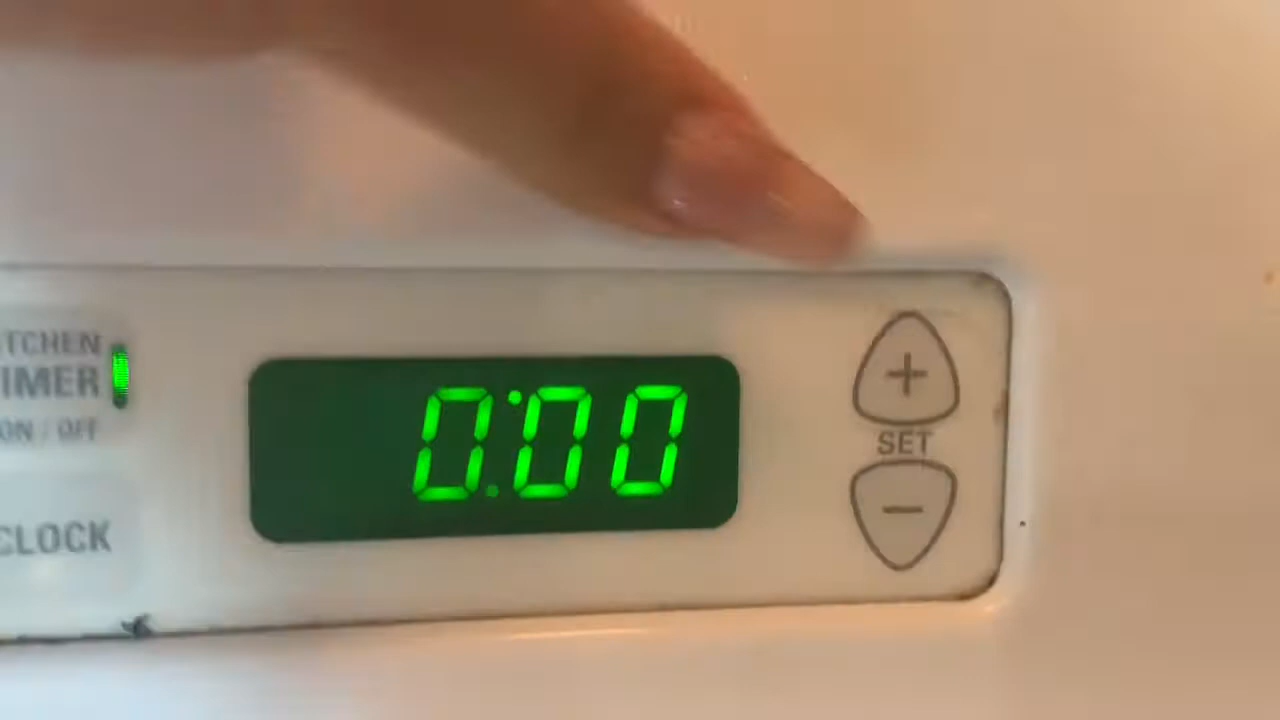 TCHEN
IMER
ON / OFF
CLOCK
0:00
+
SET
−